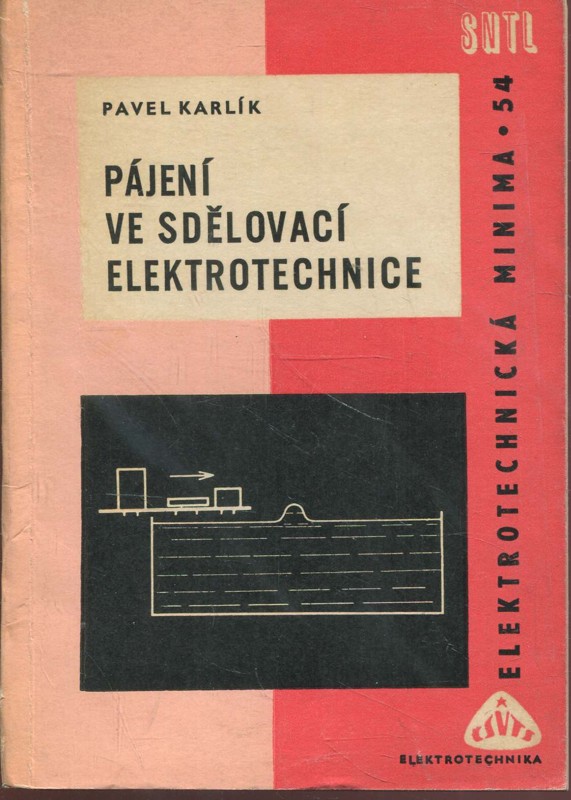 SNTL
PAVEL KARLÍK
PÁJENÍ
VE SDĚLOVACÍ
ELEKTROTECHNICE
ELEKTROTECHNICKÁ MINIMA • 54
ČSVTS
ELEKTROTECHNIKA